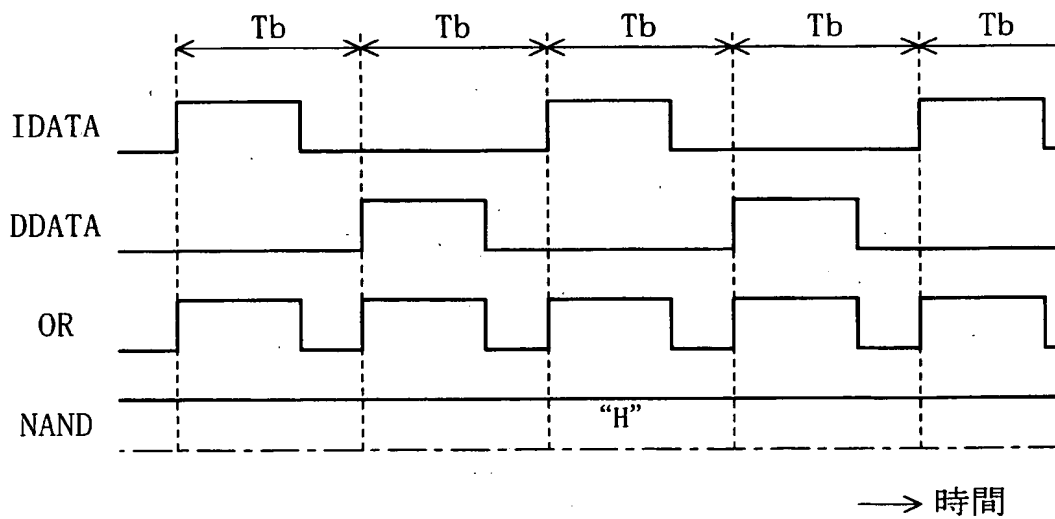 Tb Tb Tb Tb Tb
IDATA
DDATA
OR
NAND
“H”
時間